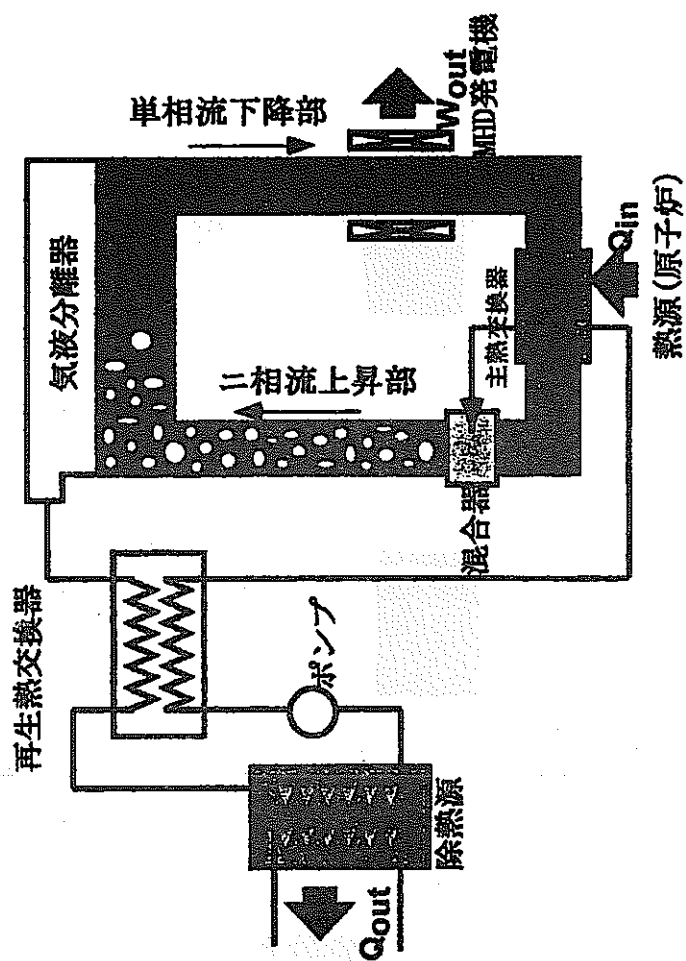 単相流下降部
Wout
MHD発電機
気液分離器
二相流上昇部
主熱交換器
Qin
熱源(原子炉)
混合器
再生熱交換器
ポンプ
除熱源
Qout